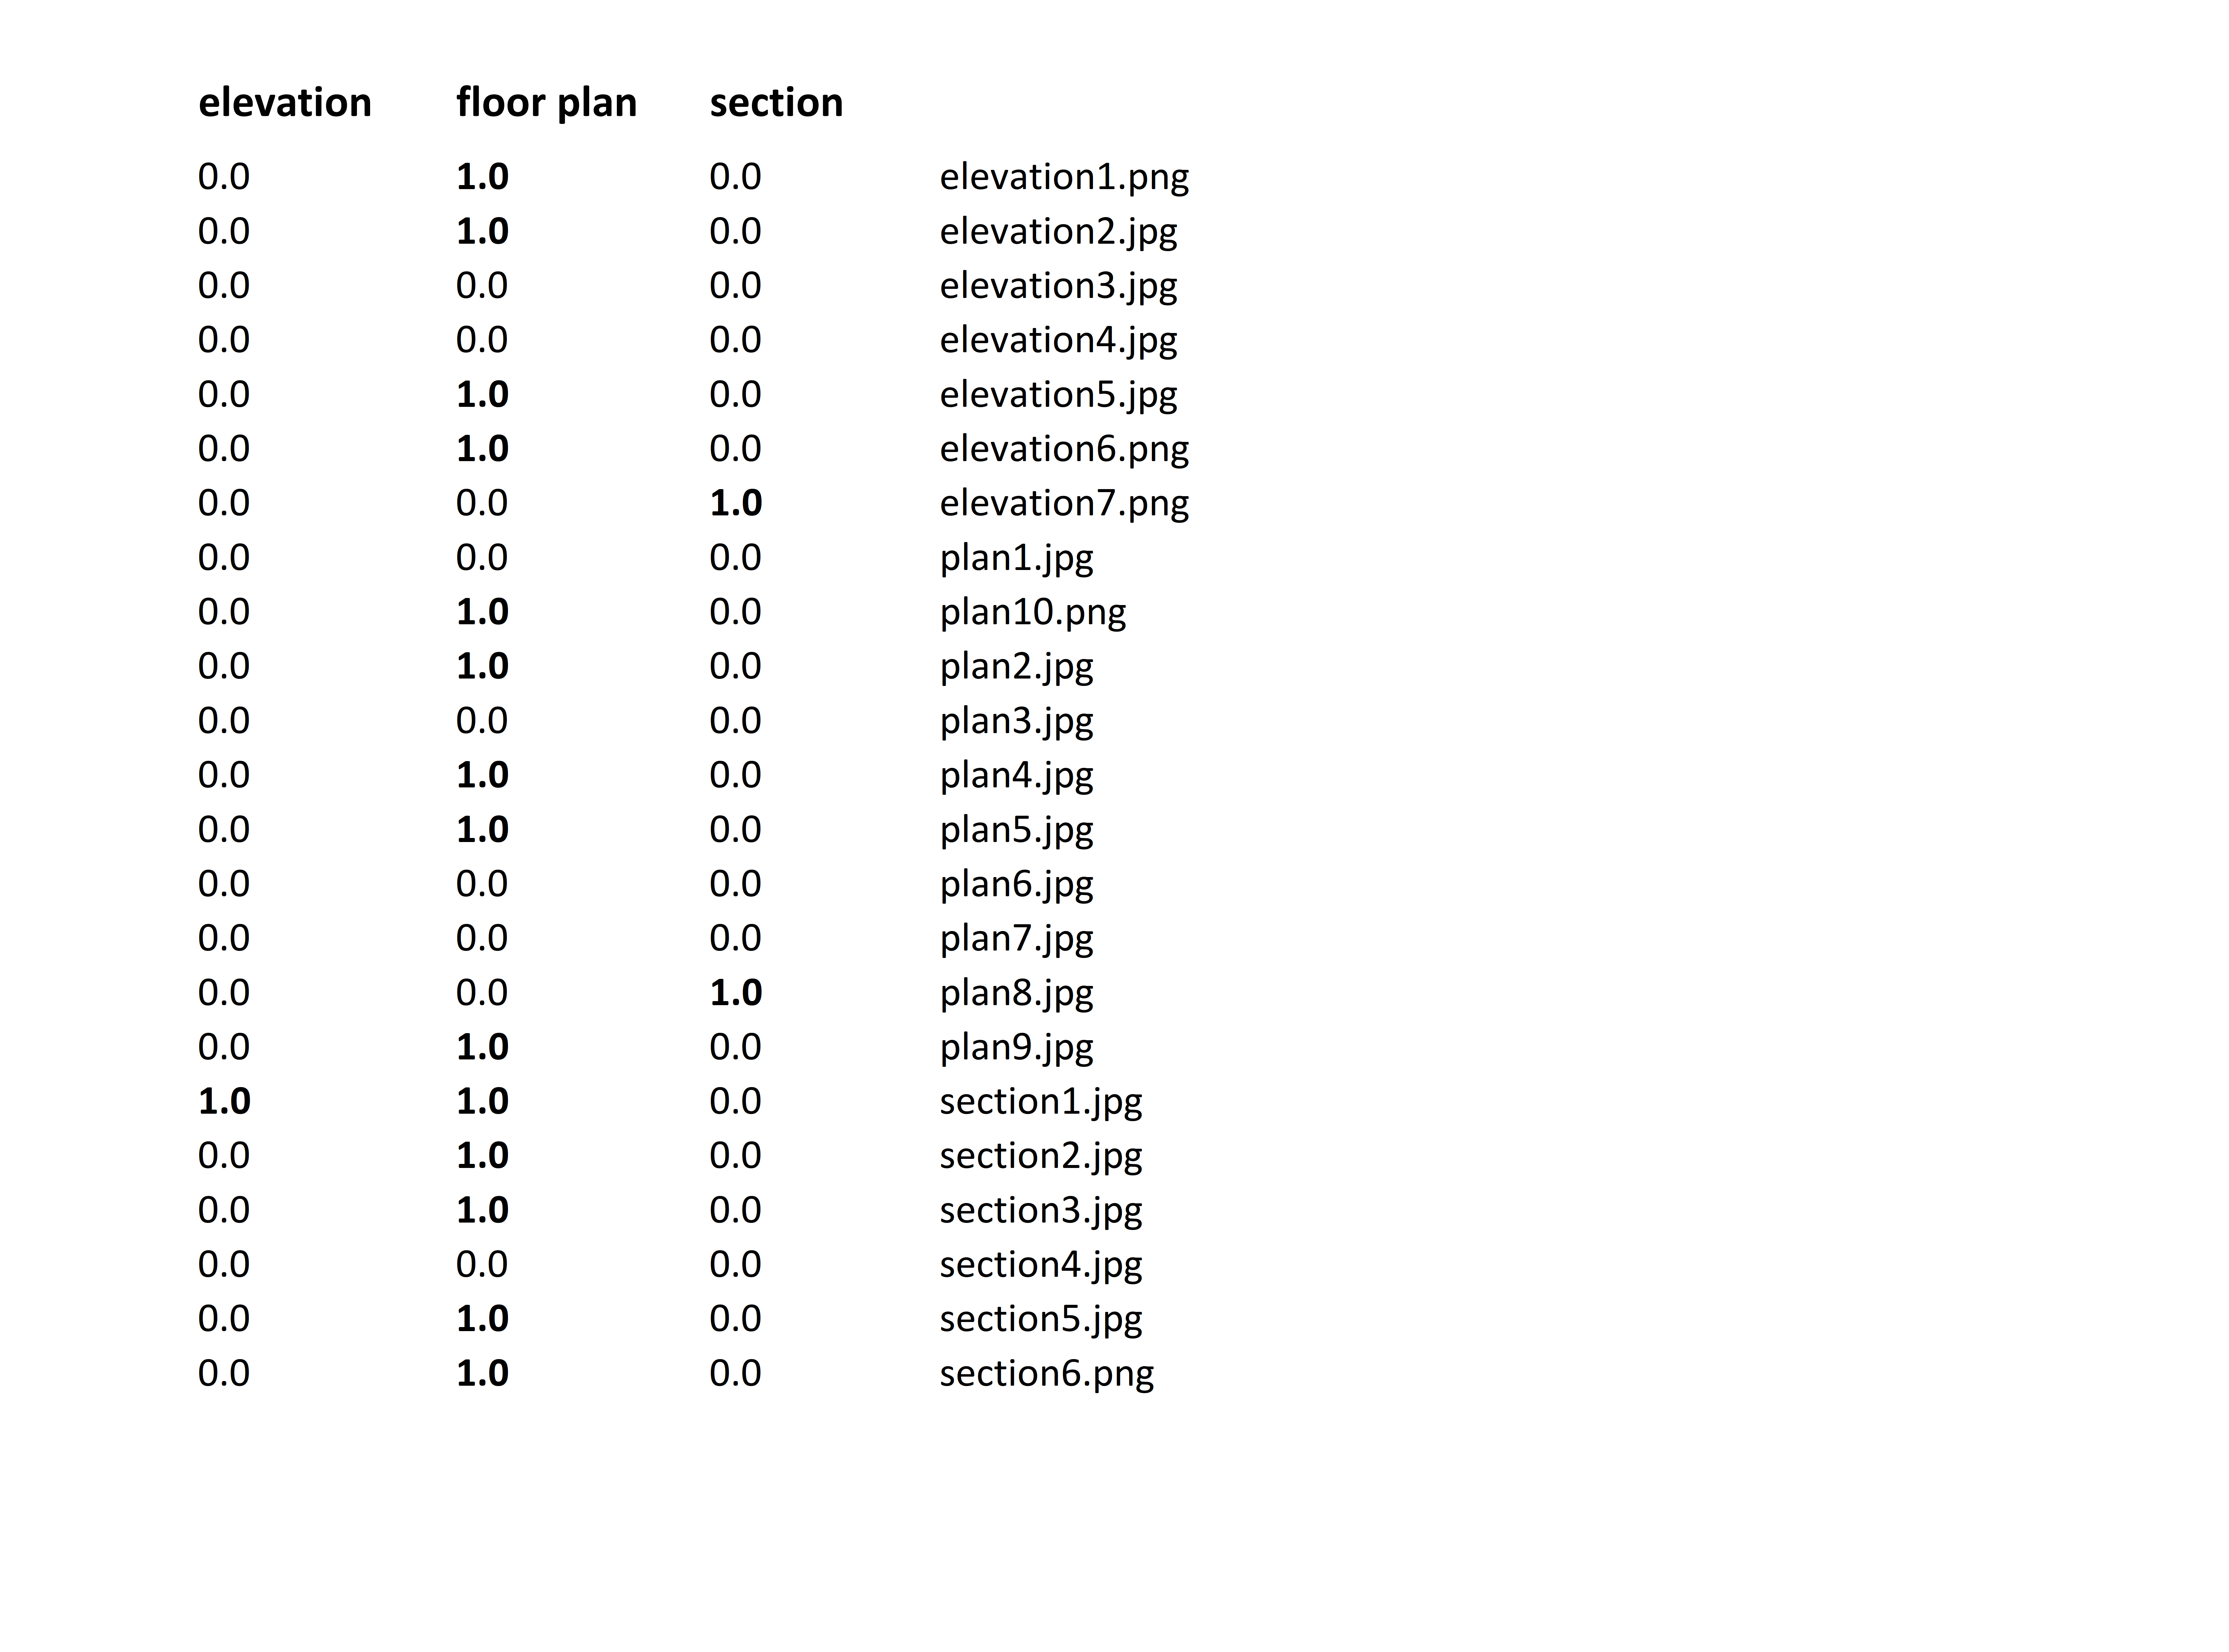 elevation floor plan section
0.0 1.0 0.0 elevation1.png
0.0 1.0 0.0 elevation2.jpg
0.0 0.0 0.0 elevation3.jpg
0.0 0.0 0.0 elevation4.jpg
0.0 1.0 0.0 elevation5.jpg
0.0 1.0 0.0 elevation6.png
0.0 0.0 1.0 elevation7.png
0.0 0.0 0.0 plan1.jpg
0.0 1.0 0.0 plan10.png
0.0 1.0 0.0 plan2.jpg
0.0 0.0 0.0 plan3.jpg
0.0 1.0 0.0 plan4.jpg
0.0 1.0 0.0 plan5.jpg
0.0 0.0 0.0 plan6.jpg
0.0 0.0 0.0 plan7.jpg
0.0 0.0 1.0 plan8.jpg
0.0 1.0 0.0 plan9.jpg
1.0 1.0 0.0 section1.jpg
0.0 1.0 0.0 section2.jpg
0.0 1.0 0.0 section3.jpg
0.0 0.0 0.0 section4.jpg
0.0 1.0 0.0 section5.jpg
0.0 1.0 0.0 section6.png